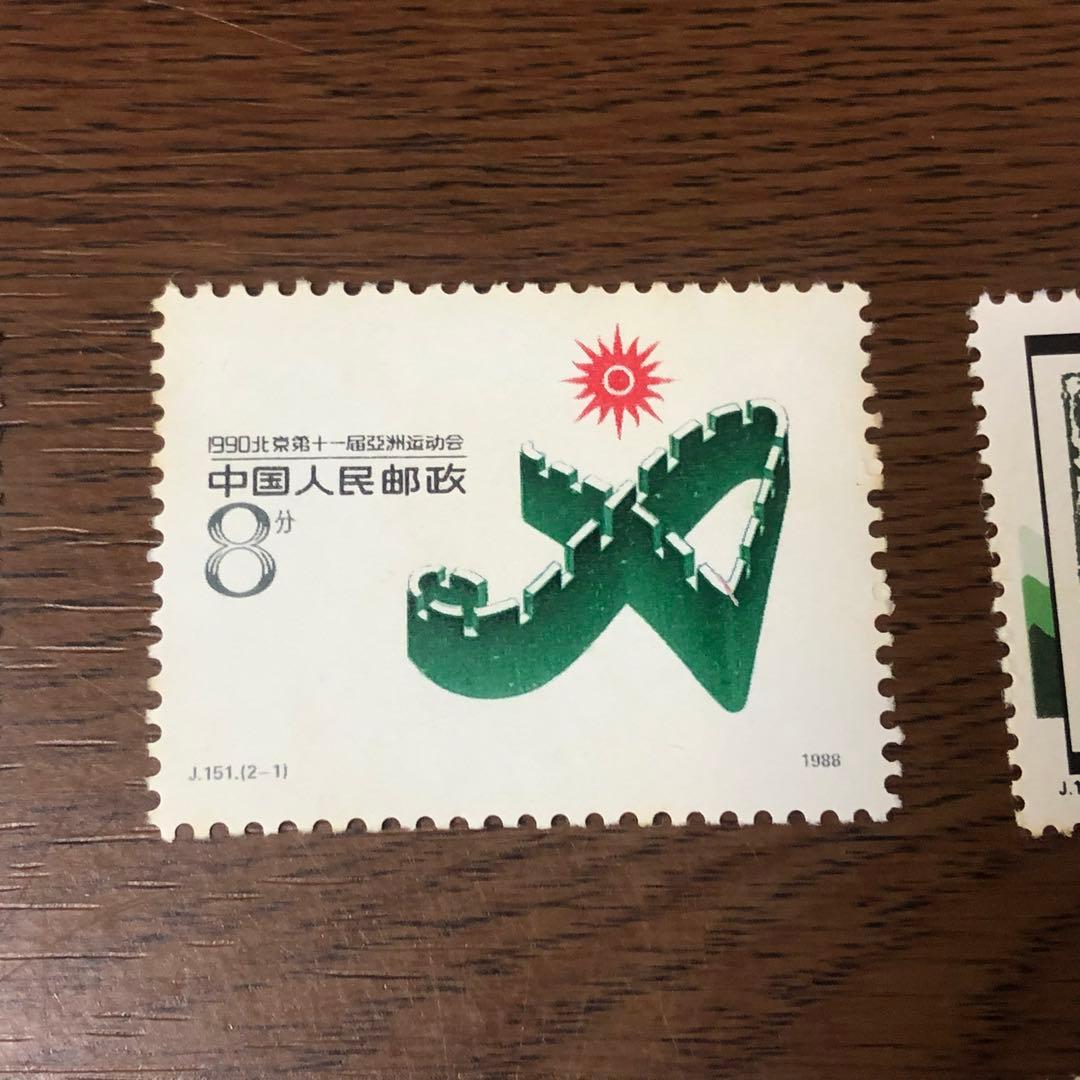 1990北京第十一届亞洲运动会
中国人民邮政
8分
J.151.(2-1)
1988
J.1